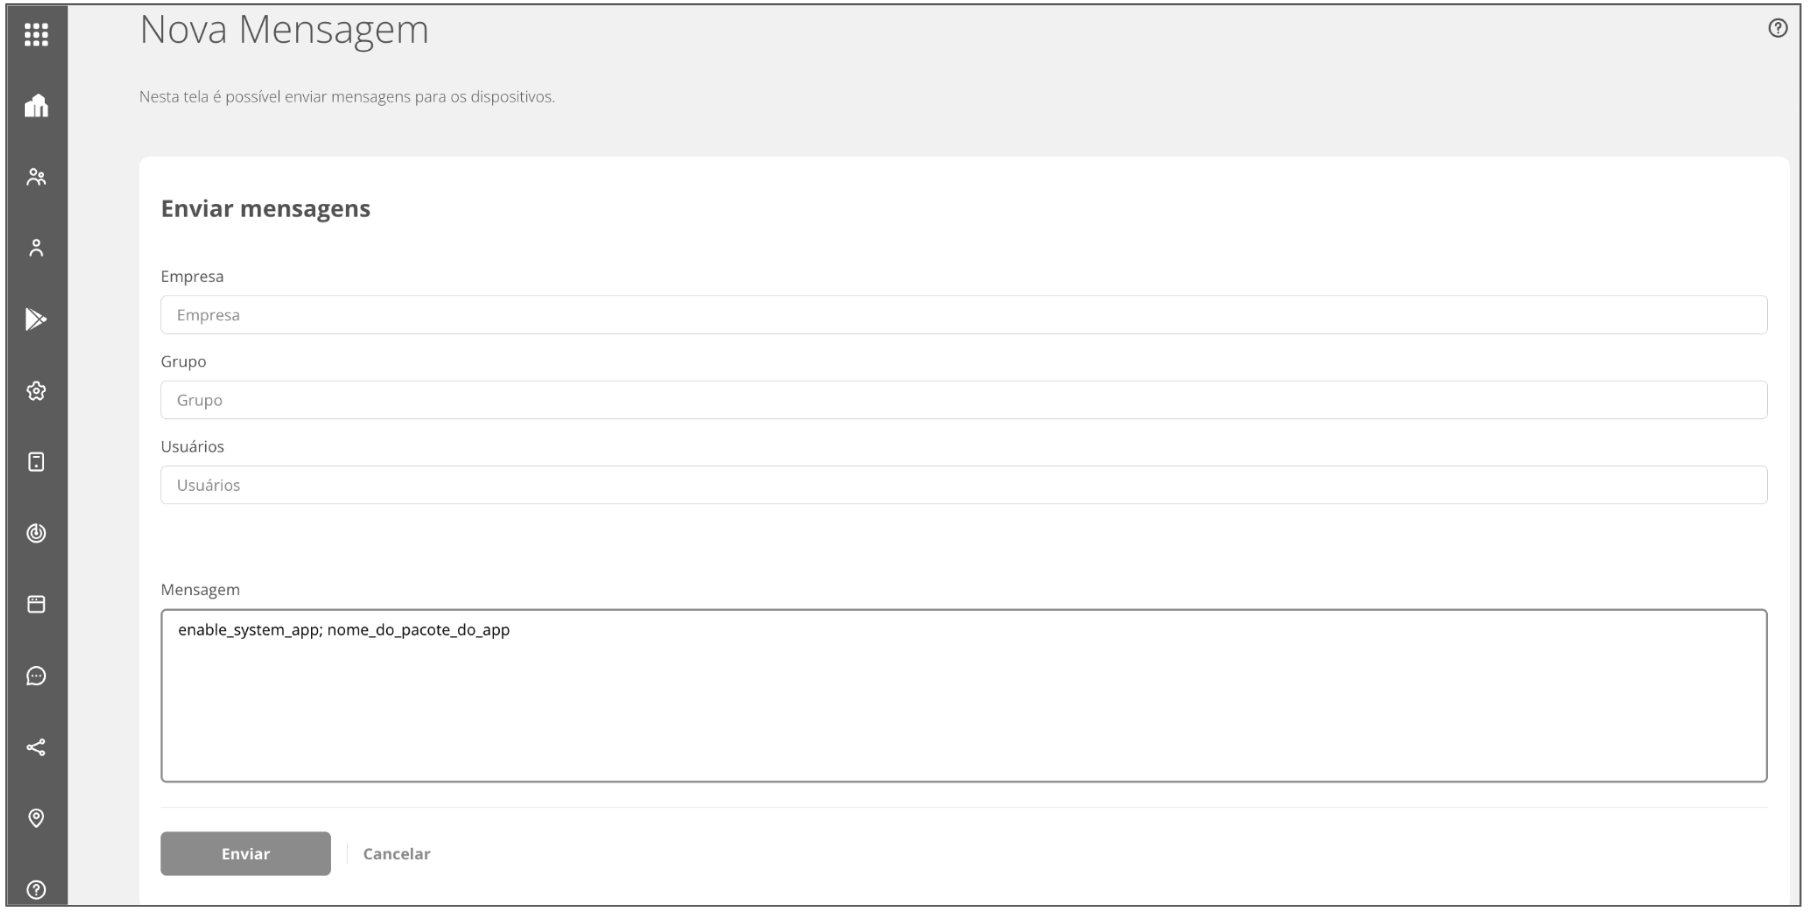 Nova Mensagem
Nesta tela é possível enviar mensagens para os dispositivos.
Enviar mensagens
Empresa
Empresa
Grupo
Grupo
Usuários
Usuários
Mensagem
enable_system_app; nome_do_pacote_do_app
Enviar
Cancelar